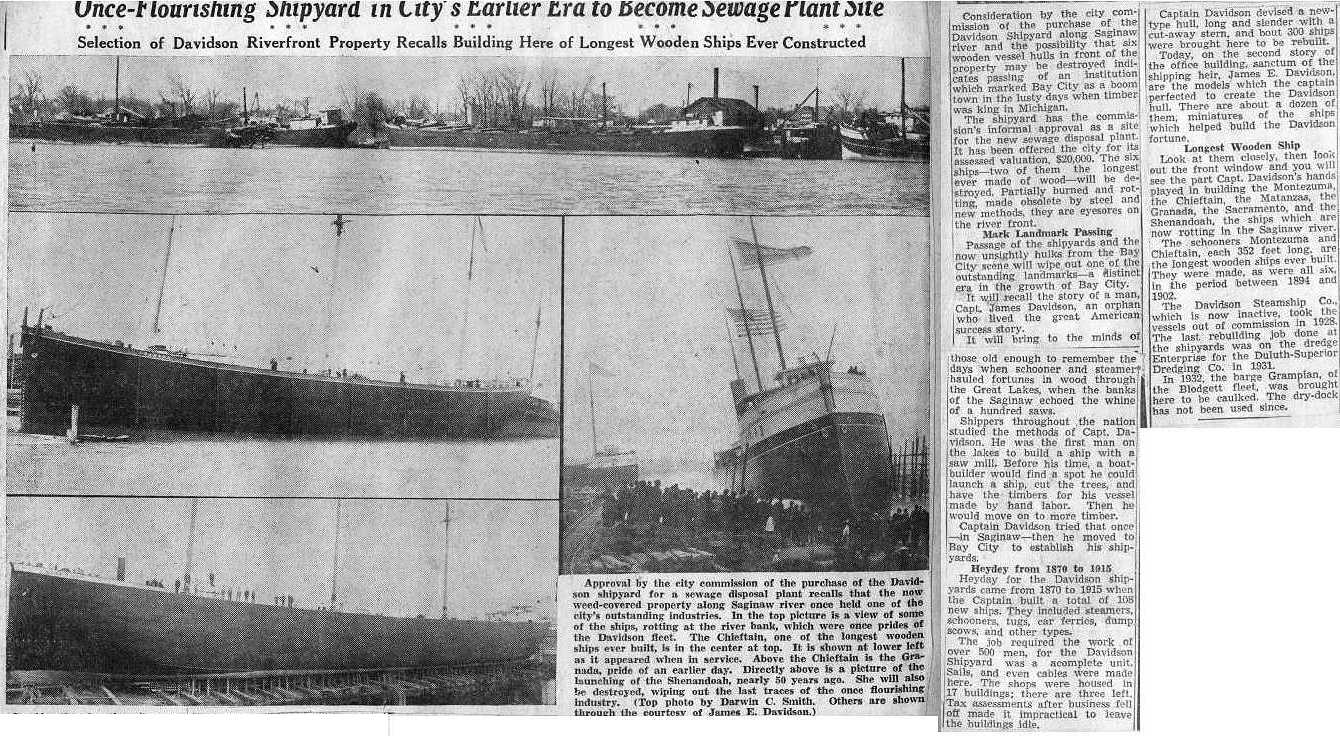 Once-Flourishing Shipyard in City's Earlier Era to Become Sewage Plant Site
* * * * * * * * * * * *
Selection of Davidson Riverfront Property Recalls Building Here of Longest Wooden Ships Ever Constructed
Approval by the city commission of the purchase of the David-
son shipyard for a sewage disposal plant recalls that the now
weed-covered property along Saginaw river once held one of the
city's outstanding industries. In the top picture is a view of some
of the ships, rotting at the river bank, which were once prides of
the Davidson fleet. The Chieftain, one of the longest wooden
ships ever built, is in the center at top. It is shown at lower left
as it appeared when in service. Above the Chieftain is the Gra-
nada, pride of an earlier day. Directly above is a picture of the
launching of the Shenandoah, nearly 50 years ago. She will also
be destroyed, wiping out the last traces of the once flourishing
industry. (Top photo by Darwin C. Smith. Others are shown
through the courtesy of James E. Davidson.)
Consideration by the city com-
mission of the purchase of the
Davidson Shipyard along Saginaw
river and the possibility that six
wooden vessel hulls in front of the
property may be destroyed indi-
cates passing of an institution
which marked Bay City as a boom
town in the lusty days when timber
was king in Michigan.
The shipyard has the commis-
sion's informal approval as a site
for the new sewage disposal plant.
It has been offered the city for its
assessed valuation, $20,000. The six
ships—two of them the longest
ever made of wood—will be de-
stroyed. Partially burned and rot-
ting, made obsolete by steel and
new methods, they are eyesores on
the river front.
Mark Landmark Passing
Passage of the shipyards and the
now unsightly hulks from the Bay
City scene will wipe out one of the
outstanding landmarks—a distinct
era in the growth of Bay City.
It will recall the story of a man,
Capt. James Davidson, an orphan
who lived the great American
success story.
It will bring to the minds of
those old enough to remember the
days when schooner and steamer
hauled fortunes in wood through
the Great Lakes, when the banks
of the Saginaw echoed the whine
of a hundred saws.
Shippers throughout the nation
studied the methods of Capt. Da-
vidson. He was the first man on
the lakes to build a ship with a
saw mill. Before his time, a boat-
builder would find a spot he could
launch a ship, cut the trees, and
have the timbers for his vessel
made by hand labor. Then he
would move on to more timber.
Captain Davidson tried that once
—in Saginaw—then he moved to
Bay City to establish his ship-
yards.
Heydey from 1870 to 1915
Heyday for the Davidson ship-
yards came from 1870 to 1915 when
the Captain built a total of 108
new ships. They included steamers,
schooners, tugs, car ferries, dump
scows, and other types.
The job required the work of
over 500 men, for the Davidson
Shipyard was a acomplete unit.
Sails, and even cables were made
here. The shops were housed in
17 buildings; there are three left.
Tax assessments after business fell
off made it impractical to leave
the buildings idle.
Captain Davidson devised a new-
type hull, long and slender with a
cut-away stern, and bout 300 ships
were brought here to be rebuilt.
Today, on the second story of
the office building, sanctum of the
shipping heir, James E. Davidson,
are the models which the captain
perfected to create the Davidson
hull. There are about a dozen of
them, miniatures of the ships
which helped build the Davidson
fortune.
Longest Wooden Ship
Look at them closely, then look
out the front window and you will
see the part Capt. Davidson's hands
played in building the Montezuma,
the Chieftain, the Matanzas, the
Granada, the Sacramento, and the
Shenandoah, the ships which are
now rotting in the Saginaw river.
The schooners Montezuma and
Chieftain, each 352 feet long, are
the longest wooden ships ever built.
They were made, as were all six,
in the period between 1894 and
1902.
The Davidson Steamship Co.,
which is now inactive, took the
vessels out of commission in 1928.
The last rebuilding job done at
the shipyards was on the dredge
Enterprise for the Duluth-Superior
Dredging Co. in 1931.
In 1932, the barge Grampian, of
the Blodgett fleet, was brought
here to be caulked. The dry-dock
has not been used since.